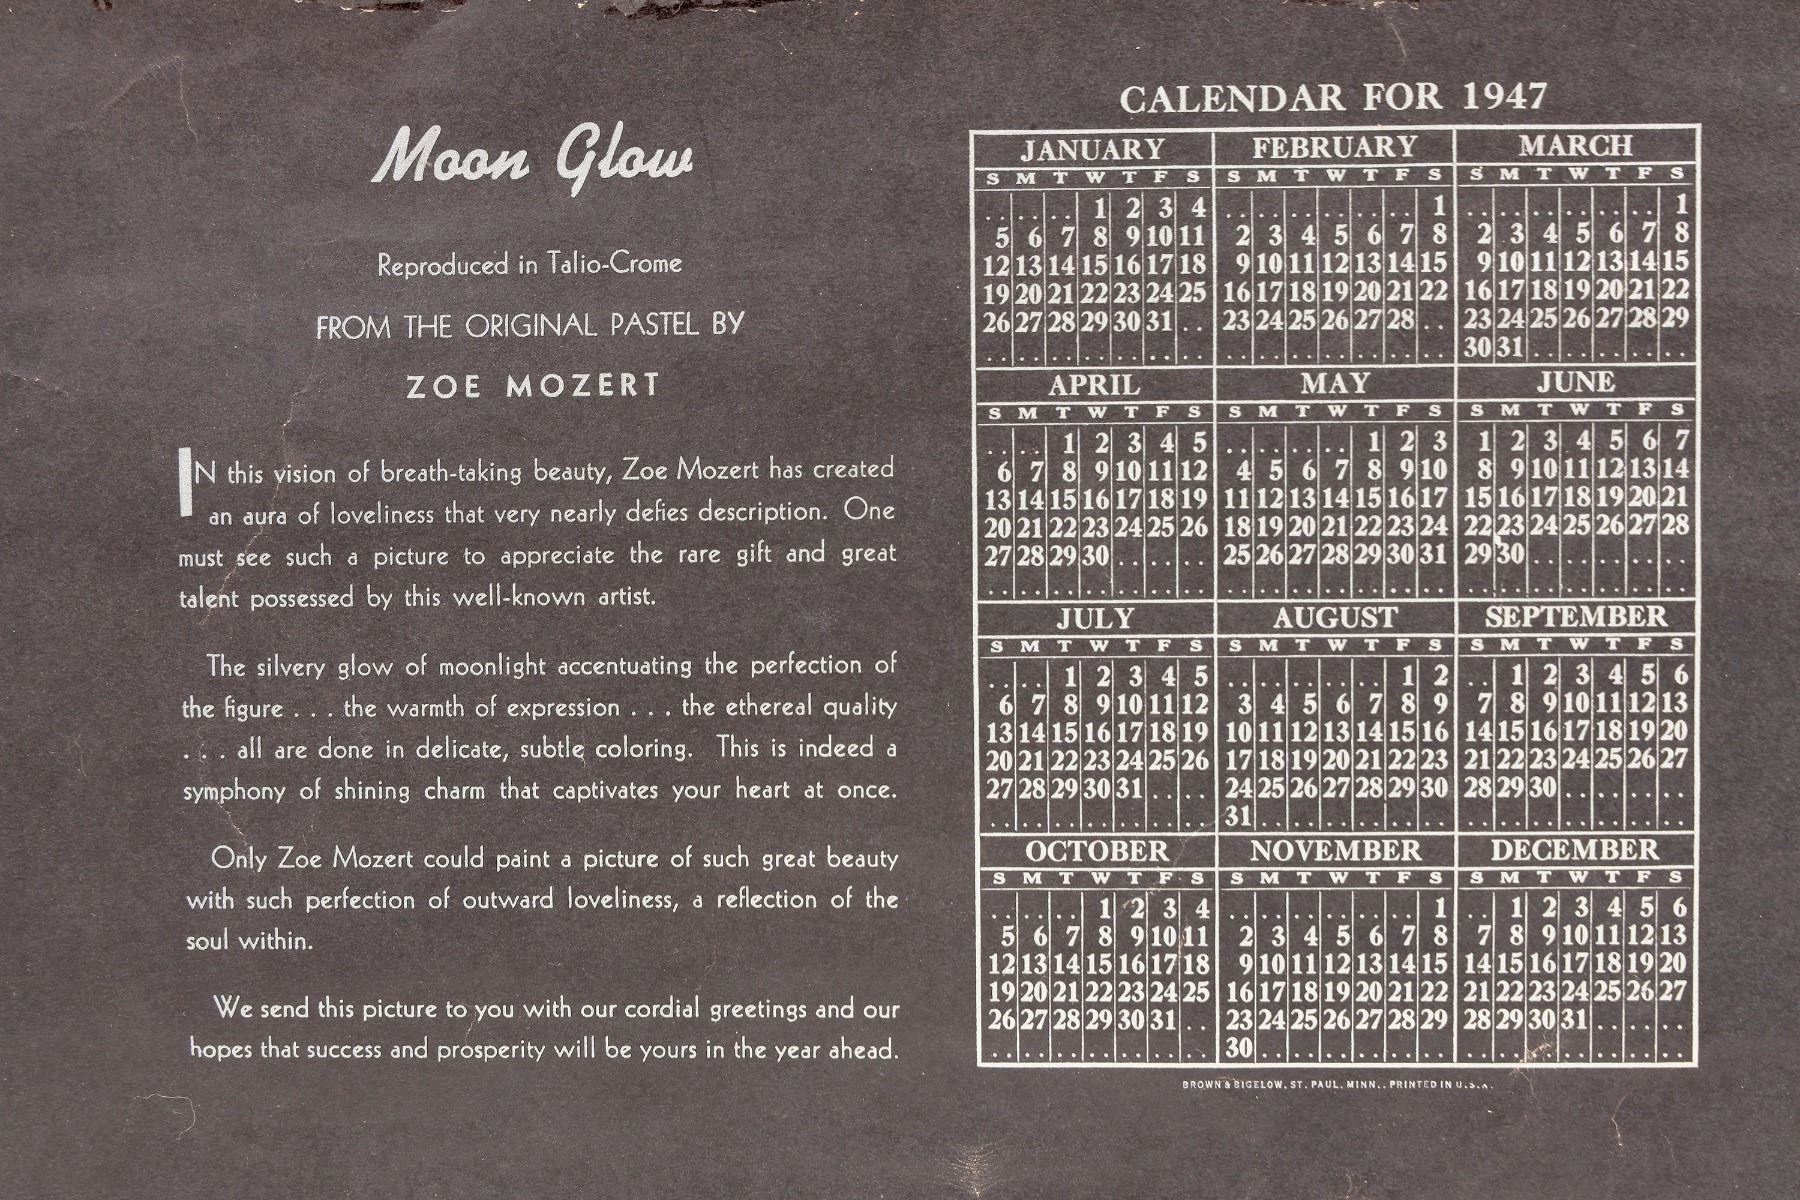 Moon Glow
Reproduced in Talio-Crome
FROM THE ORIGINAL PASTEL BY
ZOE MOZERT
IN this vision of breath-taking beauty, Zoe Mozert has created
an aura of loveliness that very nearly defies description. One
must see such a picture to appreciate the rare gift and great
talent possessed by this well-known artist.
The silvery glow of moonlight accentuating the perfection of
the figure . . . the warmth of expression . . . the ethereal quality
. . . all are done in delicate, subtle coloring. This is indeed a
symphony of shining charm that captivates your heart at once.
Only Zoe Mozert could paint a picture of such great beauty
with such perfection of outward loveliness, a reflection of the
soul within.
We send this picture to you with our cordial greetings and our
hopes that success and prosperity will be yours in the year ahead.
CALENDAR FOR 1947
JANUARY
S M T W T F S
. . . . . . 1 2 3 4
5 6 7 8 9 10 11
12 13 14 15 16 17 18
19 20 21 22 23 24 25
26 27 28 29 30 31 . .
. . . . . . . . . . . . . .
FEBRUARY
S M T W T F S
. . . . . . . . . . . . 1
2 3 4 5 6 7 8
9 10 11 12 13 14 15
16 17 18 19 20 21 22
23 24 25 26 27 28 . .
. . . . . . . . . . . . . .
MARCH
S M T W T F S
. . . . . . . . . . . . 1
2 3 4 5 6 7 8
9 10 11 12 13 14 15
16 17 18 19 20 21 22
23 24 25 26 27 28 29
30 31 . . . . . . . . . .
APRIL
S M T W T F S
. . . . 1 2 3 4 5
6 7 8 9 10 11 12
13 14 15 16 17 18 19
20 21 22 23 24 25 26
27 28 29 30 . . . . . .
. . . . . . . . . . . . . .
MAY
S M T W T F S
. . . . . . . . 1 2 3
4 5 6 7 8 9 10
11 12 13 14 15 16 17
18 19 20 21 22 23 24
25 26 27 28 29 30 31
. . . . . . . . . . . . . .
JUNE
S M T W T F S
1 2 3 4 5 6 7
8 9 10 11 12 13 14
15 16 17 18 19 20 21
22 23 24 25 26 27 28
29 30 . . . . . . . . . .
. . . . . . . . . . . . . .
JULY
S M T W T F S
. . . . 1 2 3 4 5
6 7 8 9 10 11 12
13 14 15 16 17 18 19
20 21 22 23 24 25 26
27 28 29 30 31 . . . .
. . . . . . . . . . . . . .
AUGUST
S M T W T F S
. . . . . . . . . . 1 2
3 4 5 6 7 8 9
10 11 12 13 14 15 16
17 18 19 20 21 22 23
24 25 26 27 28 29 30
31 . . . . . . . . . . . .
SEPTEMBER
S M T W T F S
. . 1 2 3 4 5 6
7 8 9 10 11 12 13
14 15 16 17 18 19 20
21 22 23 24 25 26 27
28 29 30 . . . . . . . .
. . . . . . . . . . . . . .
OCTOBER
S M T W T F S
. . . . . . 1 2 3 4
5 6 7 8 9 10 11
12 13 14 15 16 17 18
19 20 21 22 23 24 25
26 27 28 29 30 31 . .
. . . . . . . . . . . . . .
NOVEMBER
S M T W T F S
. . . . . . . . . . . . 1
2 3 4 5 6 7 8
9 10 11 12 13 14 15
16 17 18 19 20 21 22
23 24 25 26 27 28 29
30 . . . . . . . . . . . .
DECEMBER
S M T W T F S
. . 1 2 3 4 5 6
7 8 9 10 11 12 13
14 15 16 17 18 19 20
21 22 23 24 25 26 27
28 29 30 31 . . . . . .
. . . . . . . . . . . . . .
BROWN & BIGELOW, ST. PAUL, MINN., PRINTED IN U.S.A.